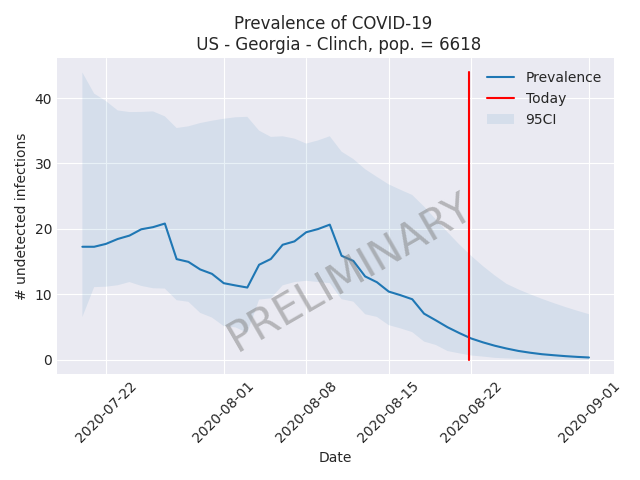 Prevalence of COVID-19
US - Georgia - Clinch, pop. = 6618
Prevalence
Today
95CI
PRELIMINARY
# undetected infections
40
30
20
10
0
2020-07-22
2020-08-01
2020-08-08
2020-08-15
2020-08-22
2020-09-01
Date